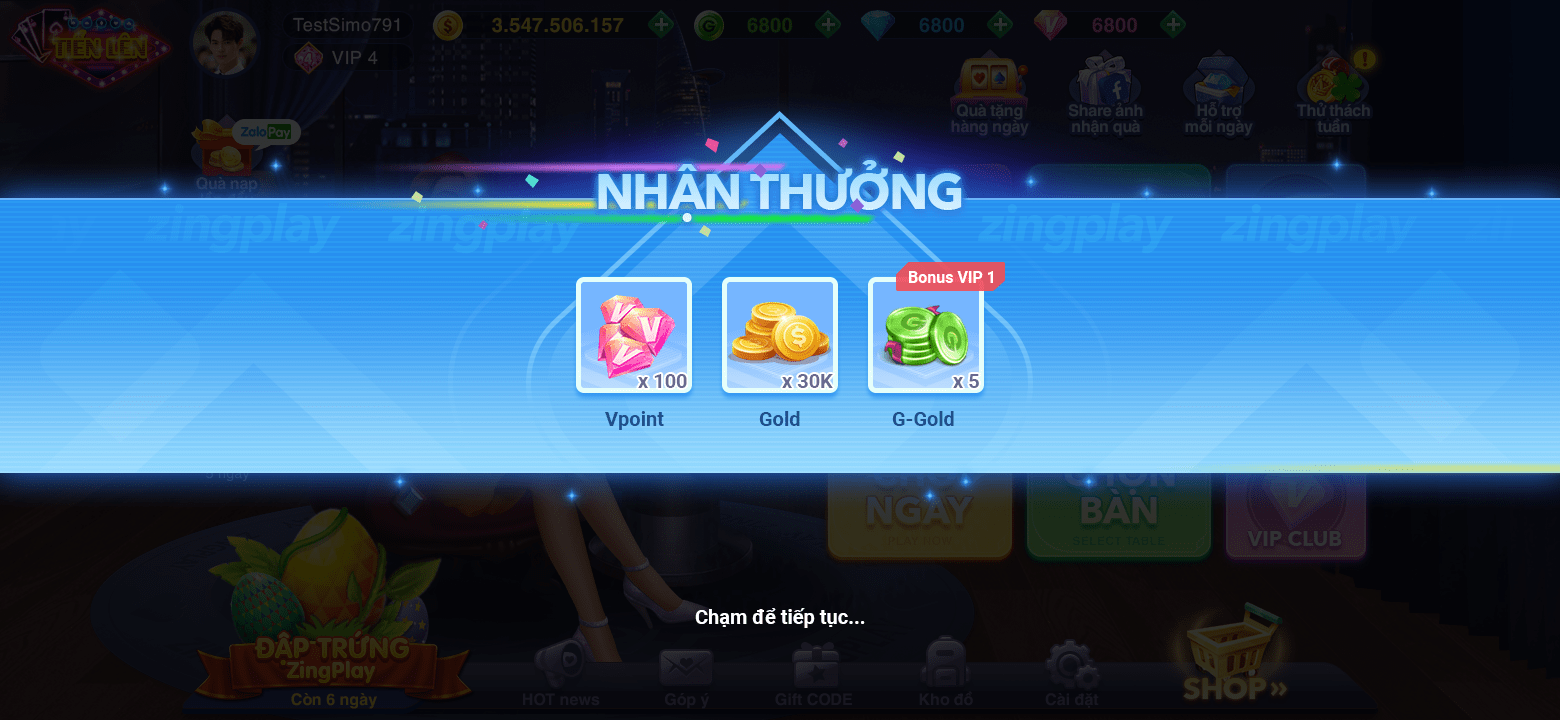 TIẾN LÊN
TestSimo791
VIP 4
3.547.506.157
6800
6800
6800
Quà tặng
hàng ngày
Share ảnh
nhận quà
Hỗ trợ
mỗi ngày
Thử thách
tuần
ZaloPay
Quà nạp
NHẬN THƯỞNG
zingplay
zingplay
zingplay
zingplay
Bonus VIP 1
x 100
x 30K
x 5
Vpoint
Gold
G-Gold
NGAY
PLAY NOW
CHỌN
BÀN
SELECT TABLE
VIP CLUB
Chạm để tiếp tục...
ĐẬP TRỨNG
ZingPlay
Còn 6 ngày
HOT news
Góp ý
Gift CODE
Kho đồ
Cài đặt
SHOP